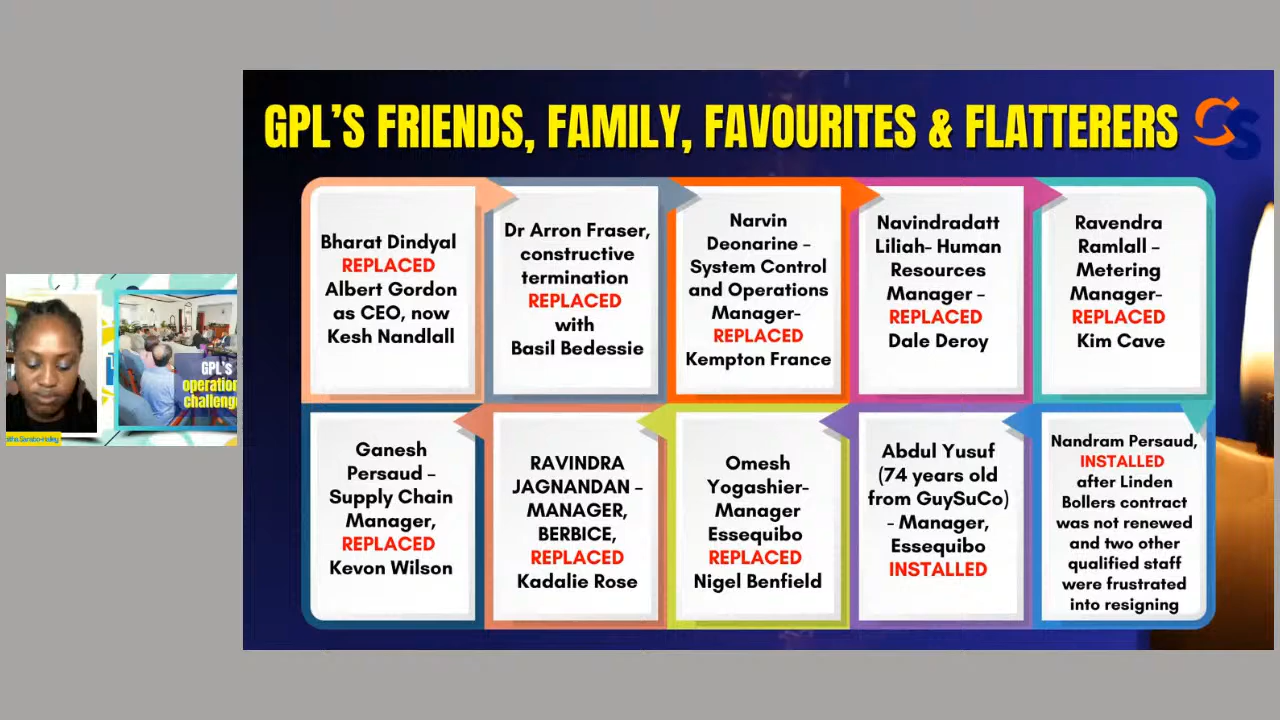 GPL'S FRIENDS, FAMILY, FAVOURITES & FLATTERERS
GS
Bharat Dindyal
REPLACED
Albert Gordon
as CEO, now
Kesh Nandlall
Dr Arron Fraser,
constructive
termination
REPLACED
with
Basil Bedessie
Narvin
Deonarine –
System Control
and Operations
Manager-
REPLACED
Kempton France
Navindradatt
Liliah- Human
Resources
Manager –
REPLACED
Dale Deroy
Ravendra
Ramlall –
Metering
Manager-
REPLACED
Kim Cave
Ganesh
Persaud –
Supply Chain
Manager,
REPLACED
Kevon Wilson
RAVINDRA
JAGNANDAN –
MANAGER,
BERBICE,
REPLACED
Kadalie Rose
Omesh
Yogashier-
Manager
Essequibo
REPLACED
Nigel Benfield
Abdul Yusuf
(74 years old
from GuySuCo)
- Manager,
Essequibo
INSTALLED
Nandram Persaud,
INSTALLED
after Linden
Bollers contract
was not renewed
and two other
qualified staff
were frustrated
into resigning
GPL's
operation
challeng